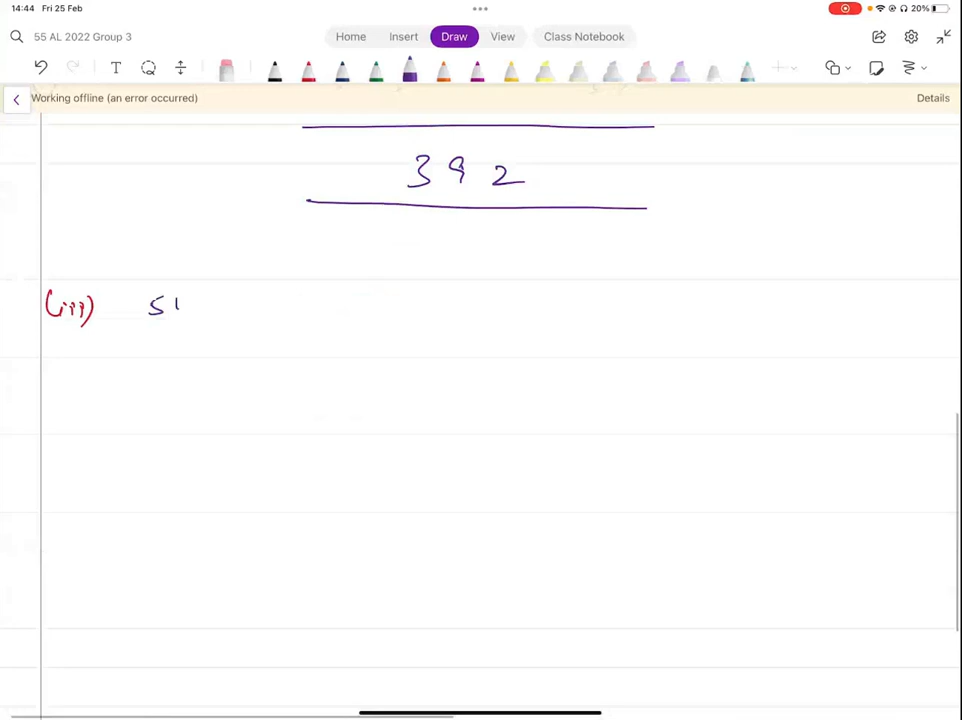 14:44 Fri 25 Feb 20%
55 AL 2022 Group 3 Home Insert Draw View Class Notebook
Working offline (an error occurred) Details
392
(iii) 51